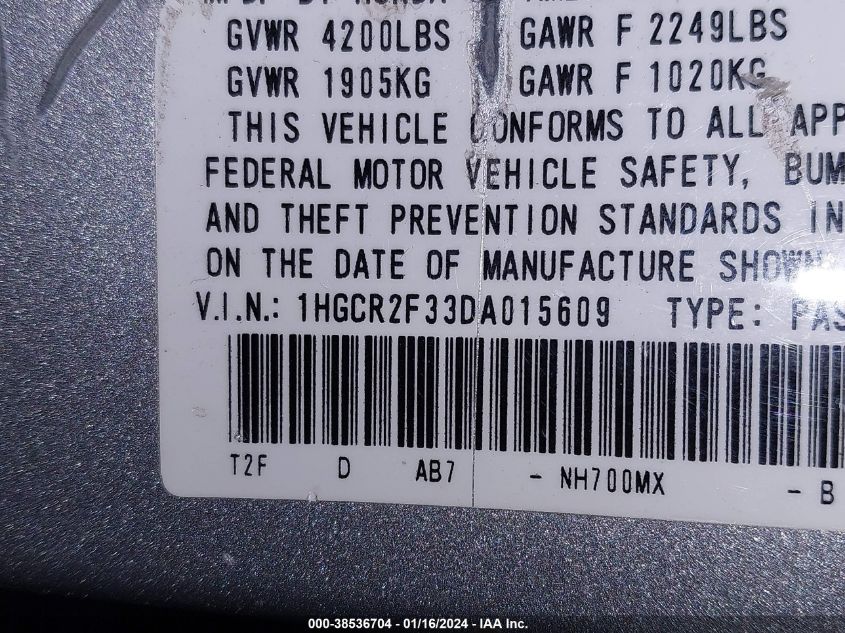 GVWR 4200LBS GAWR F 2249LBS
GVWR 1905KG GAWR F 1020KG
THIS VEHICLE CONFORMS TO ALL APP
FEDERAL MOTOR VEHICLE SAFETY, BUM
AND THEFT PREVENTION STANDARDS IN
ON THE DATE OF MANUFACTURE SHOWN
V.I.N.: 1HGCR2F33DA015609 TYPE: PAS
T2F D AB7 - NH700MX - B
000-38536704 - 01/16/2024 - IAA Inc.